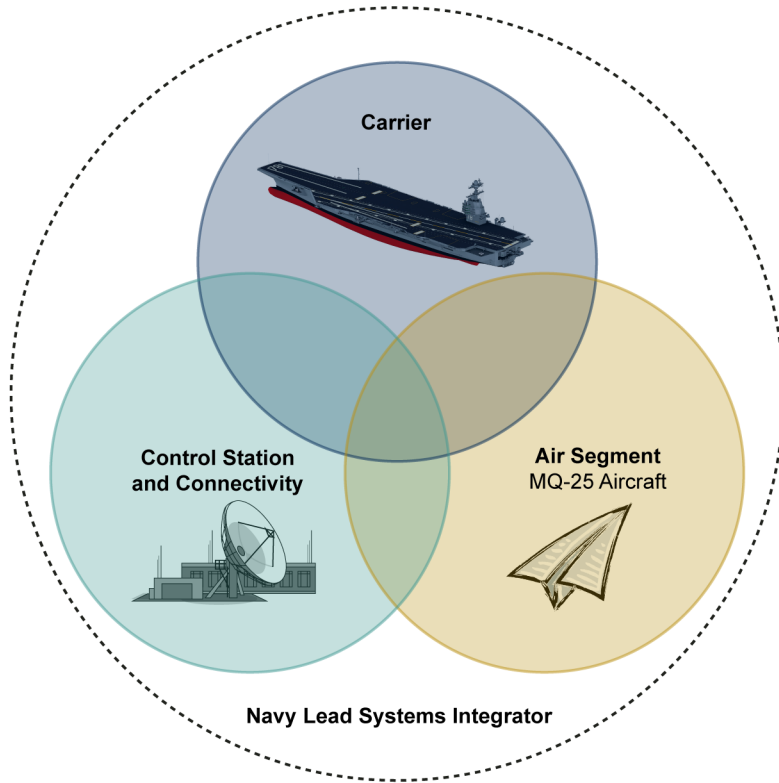 Carrier
Control Station
and Connectivity
Air Segment
MQ-25 Aircraft
Navy Lead Systems Integrator